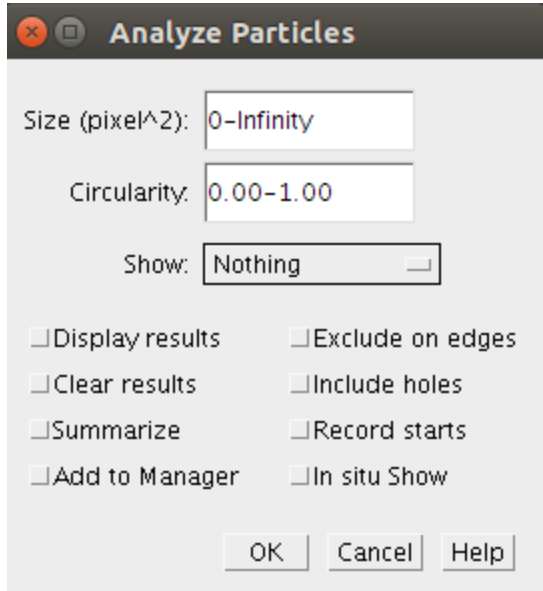 Analyze Particles
Size (pixel^2): 0-Infinity
Circularity: 0.00-1.00
Show: Nothing
Display results Exclude on edges
Clear results Include holes
Summarize Record starts
Add to Manager In situ Show
OK Cancel Help